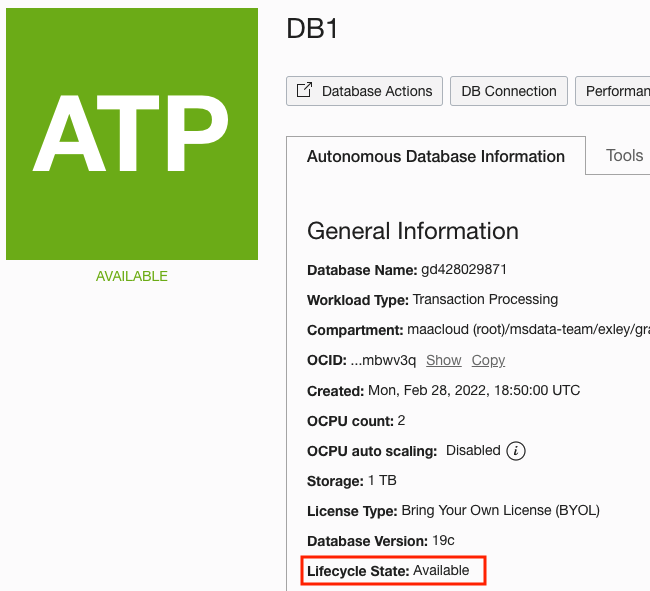 DB1
ATP
AVAILABLE
Database Actions
DB Connection
Performan
Autonomous Database Information
Tools
General Information
Database Name: gd428029871
Workload Type: Transaction Processing
Compartment: maacloud (root)/msdata-team/exley/gra
OCID: ...mbwv3q Show Copy
Created: Mon, Feb 28, 2022, 18:50:00 UTC
OCPU count: 2
OCPU auto scaling: Disabled i
Storage: 1 TB
License Type: Bring Your Own License (BYOL)
Database Version: 19c
Lifecycle State: Available